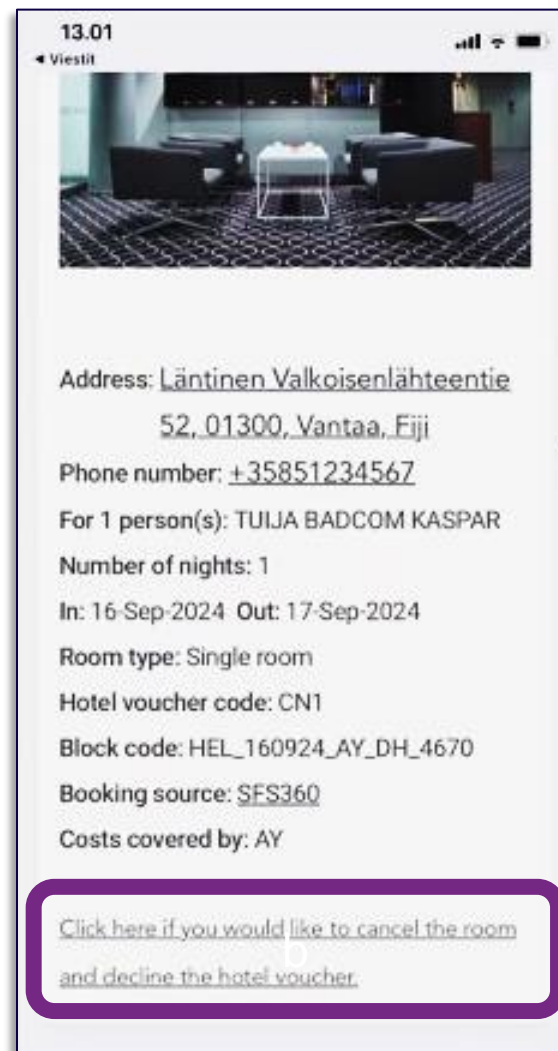 13.01
◀ Viestit
Address: Läntinen Valkoisenlähteentie
52, 01300, Vantaa, Fiji
Phone number: +35851234567
For 1 person(s): TUIJA BADCOM KASPAR
Number of nights: 1
In: 16-Sep-2024 Out: 17-Sep-2024
Room type: Single room
Hotel voucher code: CN1
Block code: HEL_160924_AY_DH_4670
Booking source: SFS360
Costs covered by: AY
Click here if you would like to cancel the room
b
and decline the hotel voucher.